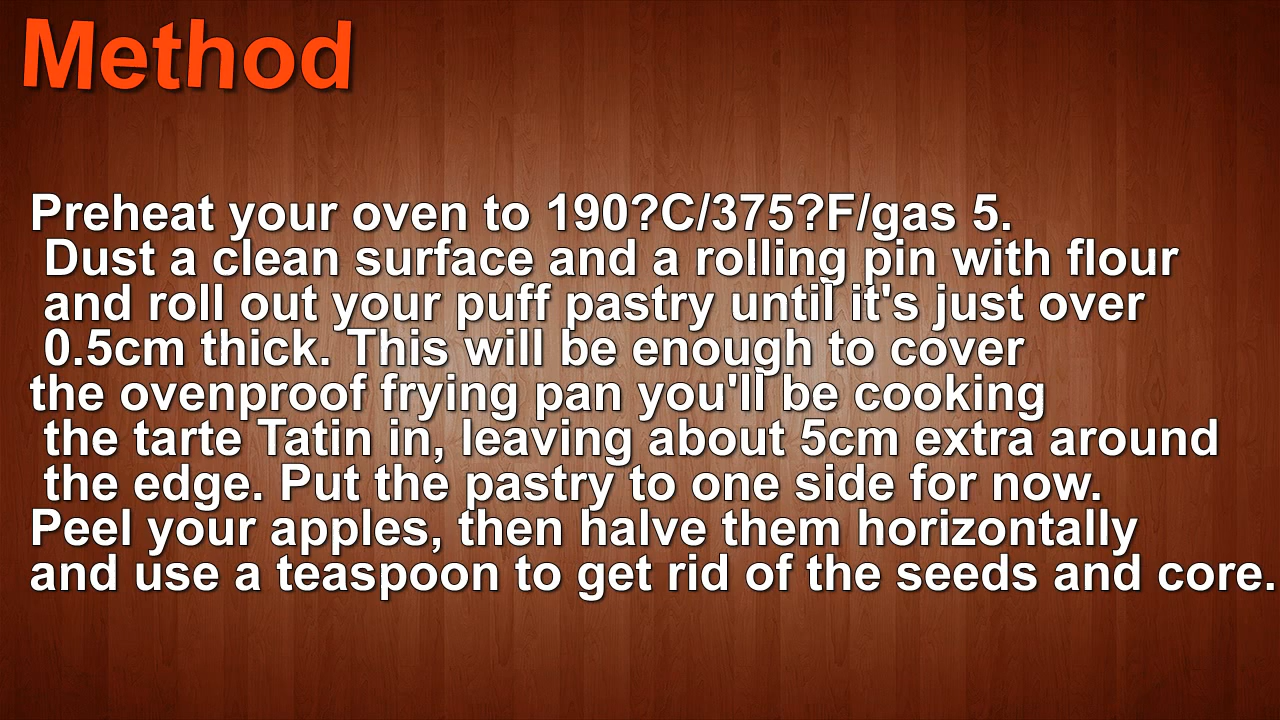 Method
Preheat your oven to 190?C/375?F/gas 5.
Dust a clean surface and a rolling pin with flour
and roll out your puff pastry until it's just over
0.5cm thick. This will be enough to cover
the ovenproof frying pan you'll be cooking
the tarte Tatin in, leaving about 5cm extra around
the edge. Put the pastry to one side for now.
Peel your apples, then halve them horizontally
and use a teaspoon to get rid of the seeds and core.